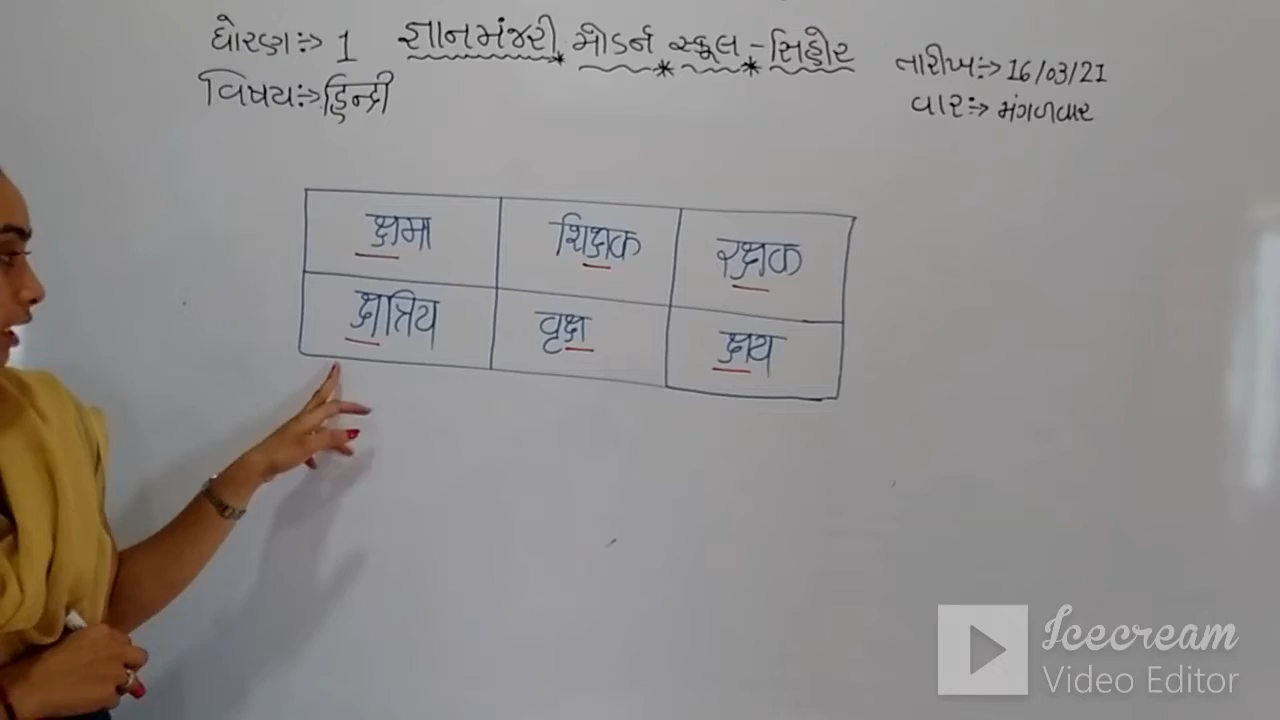 ધોરણ:-> 1 જ્ઞાનમંજરી મોડર્ન સ્કૂલ - સિહોર તારીખ:-> 16/03/21
વિષય:-> હિન્દી વાર:-> મંગળવાર
क्षमा शिक्षक रक्षक
क्षत्रिय वृक्ष क्षय
Icecream
Video Editor